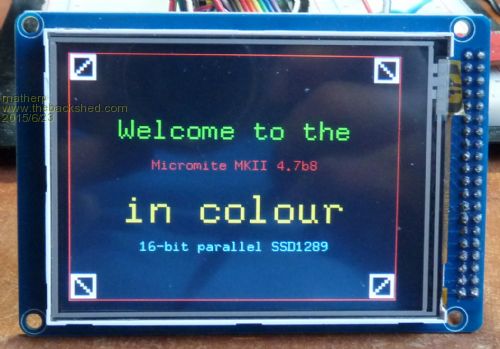 matherp
www.thebackshed.com
2015/6/23
Welcome to the
Micromite MKII 4.7b8
in colour
16-bit parallel SSD1289